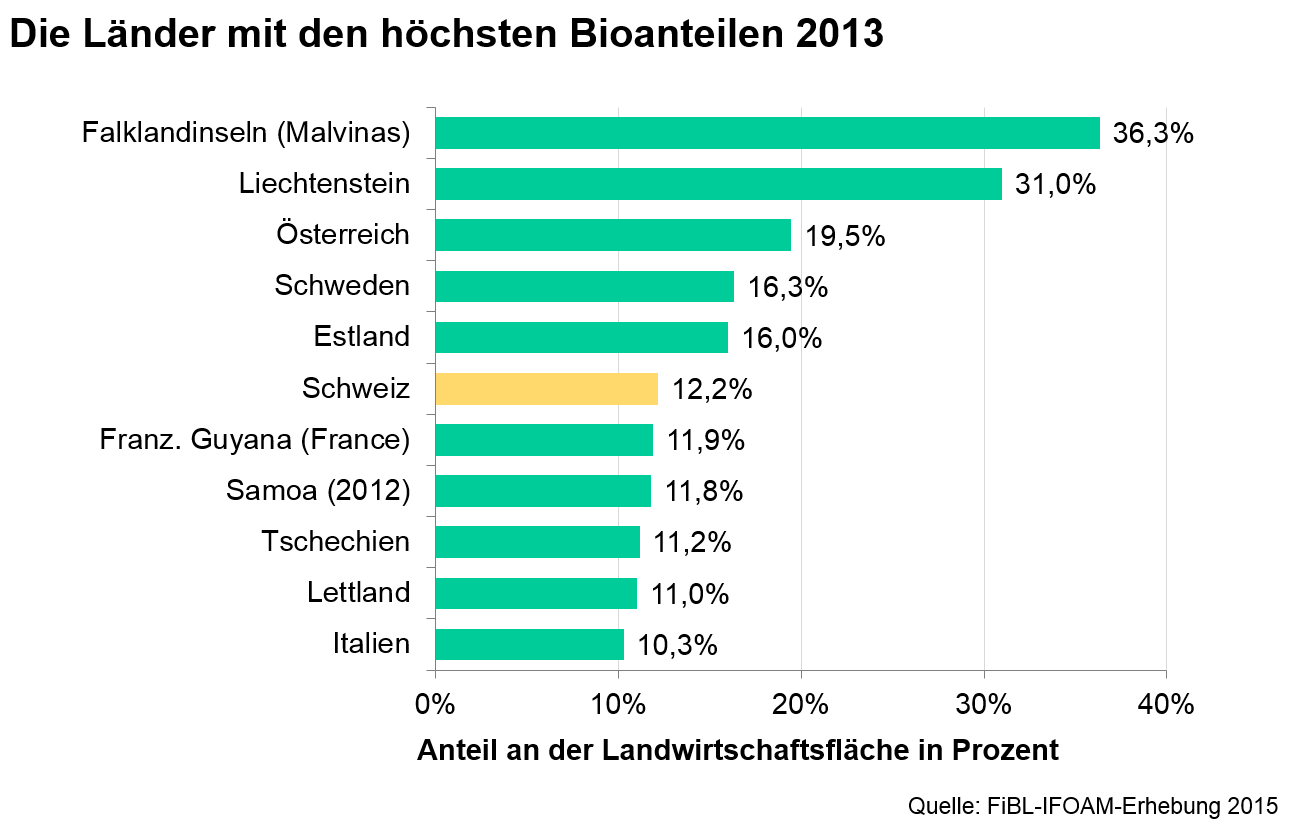 Die Länder mit den höchsten Bioanteilen 2013
Falklandinseln (Malvinas) 36,3%
Liechtenstein 31,0%
Österreich 19,5%
Schweden 16,3%
Estland 16,0%
Schweiz 12,2%
Franz. Guyana (France) 11,9%
Samoa (2012) 11,8%
Tschechien 11,2%
Lettland 11,0%
Italien 10,3%
0% 10% 20% 30% 40%
Anteil an der Landwirtschaftsfläche in Prozent
Quelle: FiBL-IFOAM-Erhebung 2015